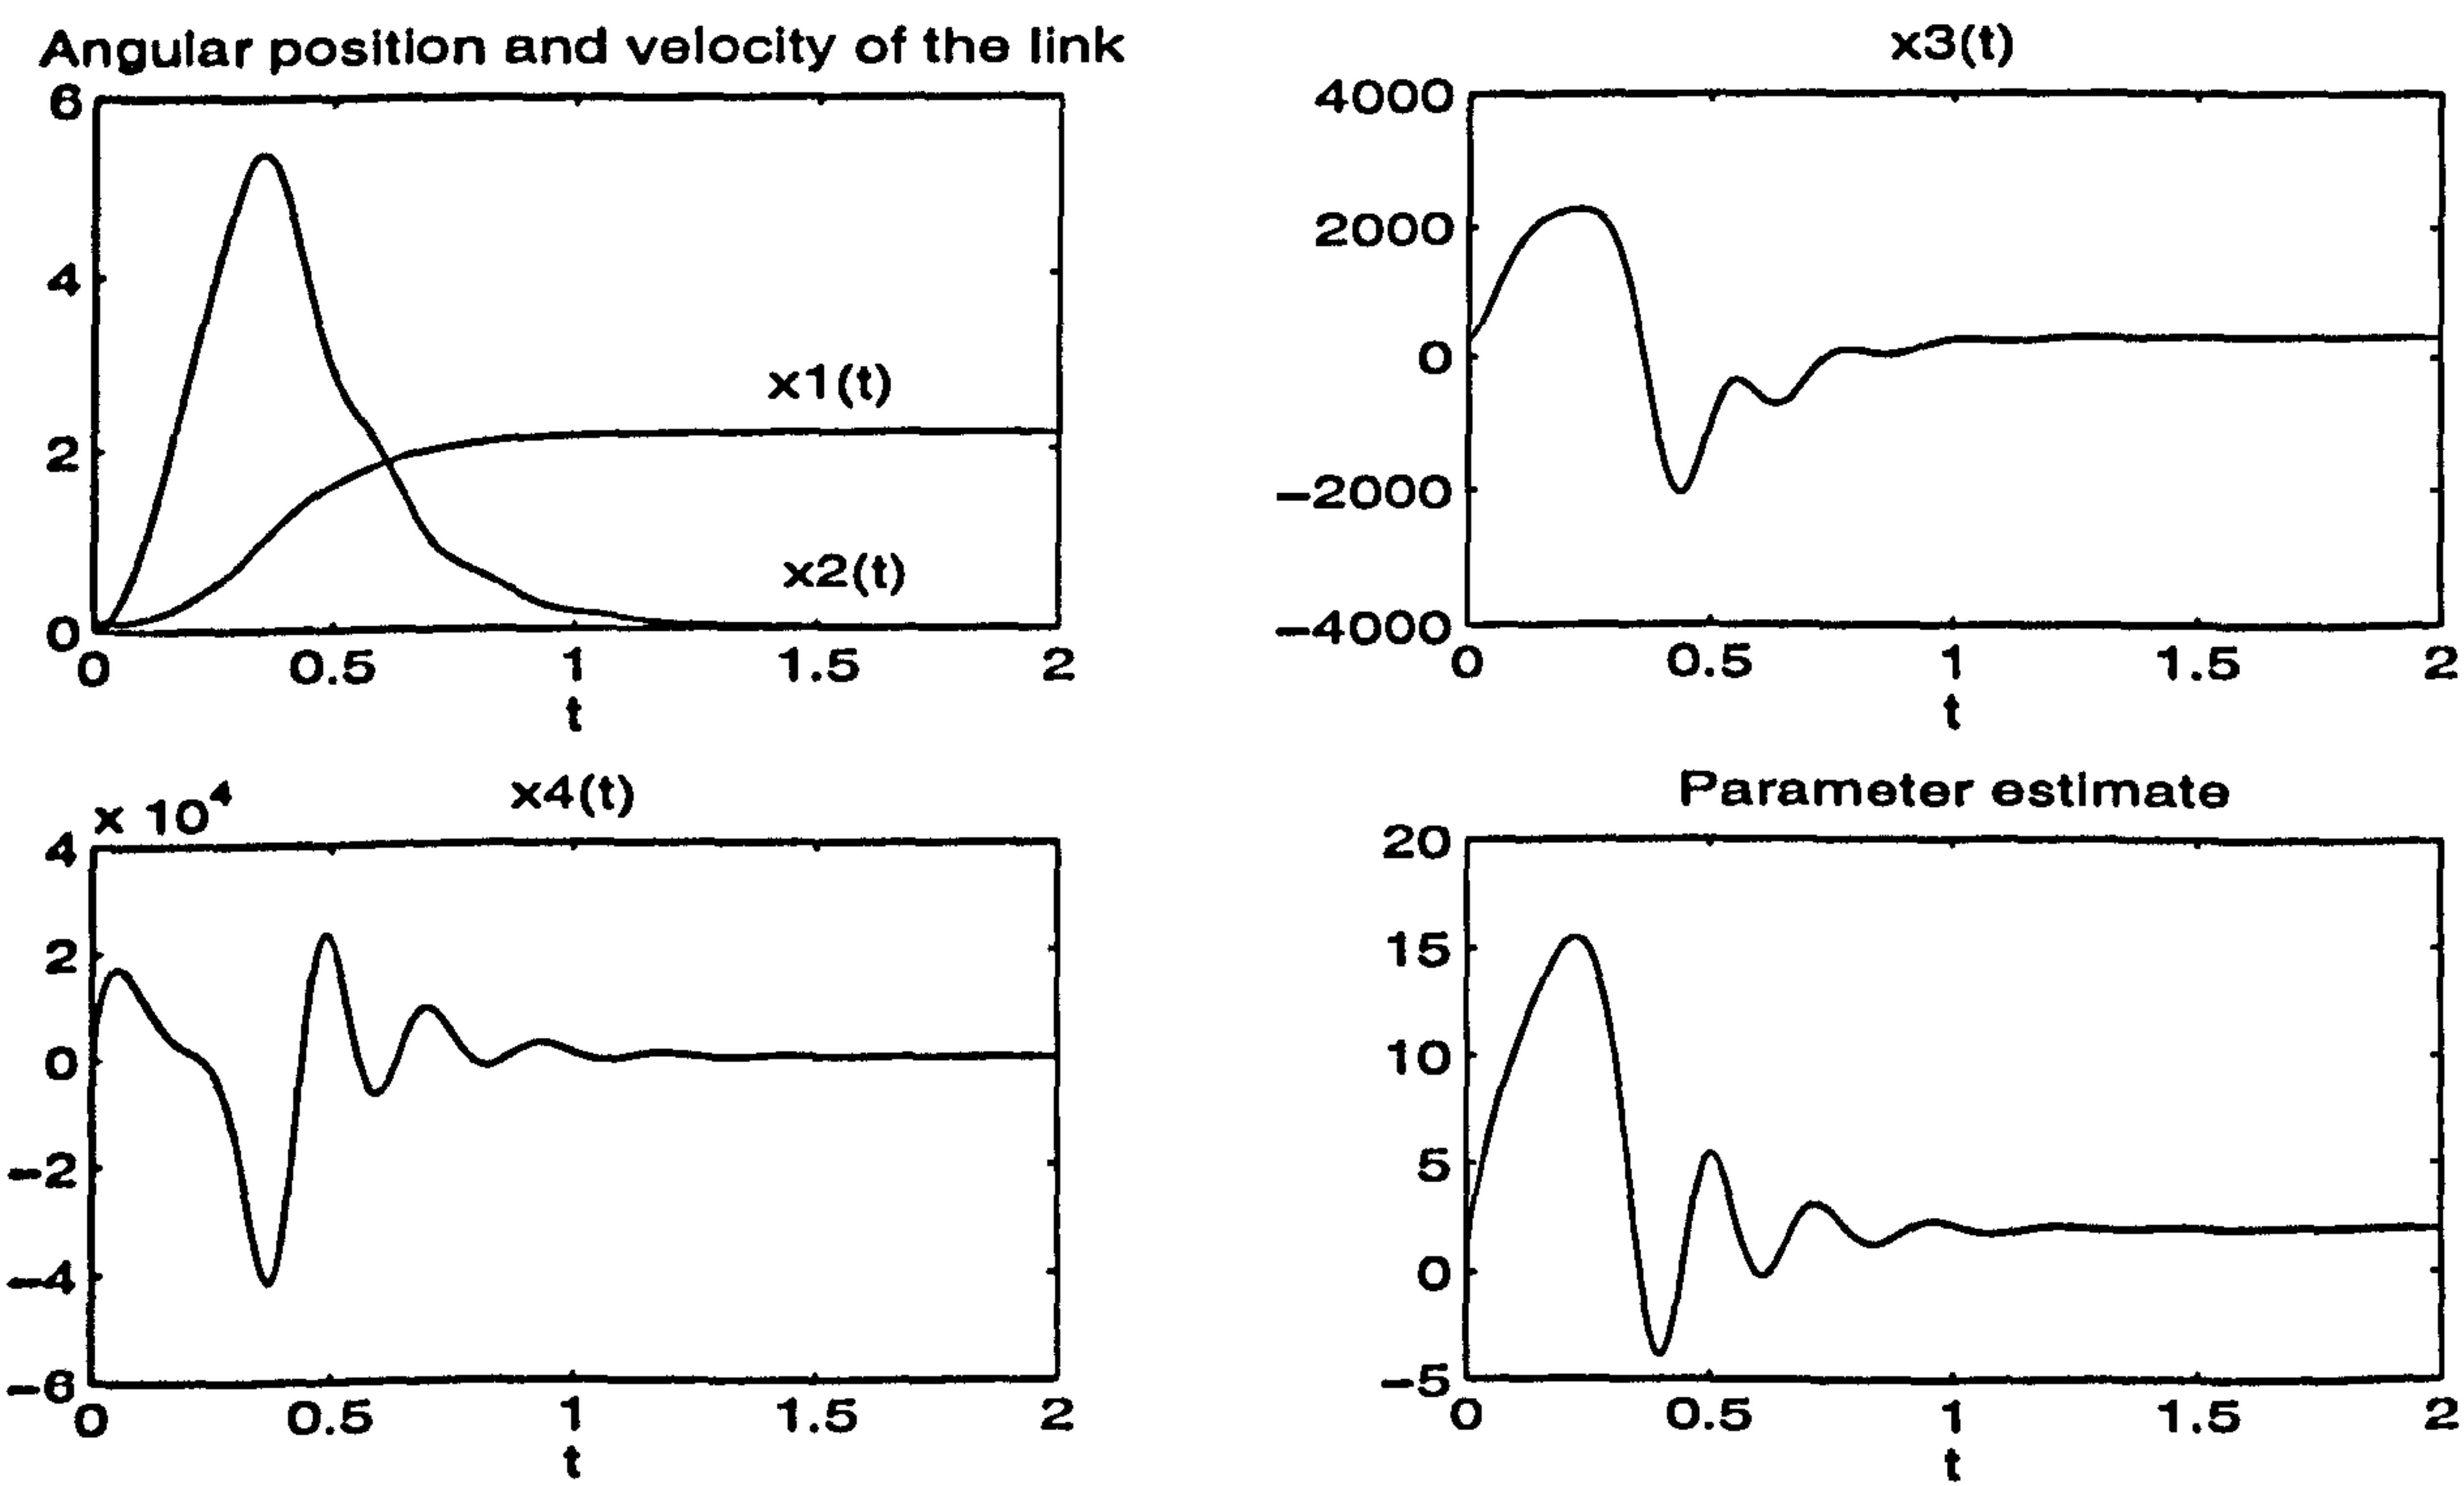 Angular position and velocity of the link
6
4
2
0
x1(t)
x2(t)
0 0.5 1 1.5 2
t
x3(t)
4000
2000
0
−2000
−4000
0 0.5 1 1.5 2
t
x4(t)
x 10⁴
4
2
0
−2
−4
−6
0 0.5 1 1.5 2
t
Parameter estimate
20
15
10
5
0
−5
0 0.5 1 1.5 2
t